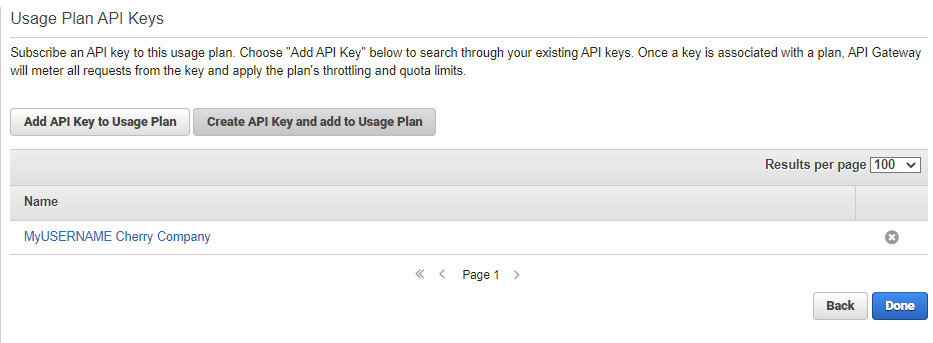 Usage Plan API Keys
Subscribe an API key to this usage plan. Choose "Add API Key" below to search through your existing API keys. Once a key is associated with a plan, API Gateway
will meter all requests from the key and apply the plan's throttling and quota limits.
Add API Key to Usage Plan Create API Key and add to Usage Plan
Results per page 100
Name
MyUSERNAME Cherry Company
« ‹ Page 1 ›
Back Done